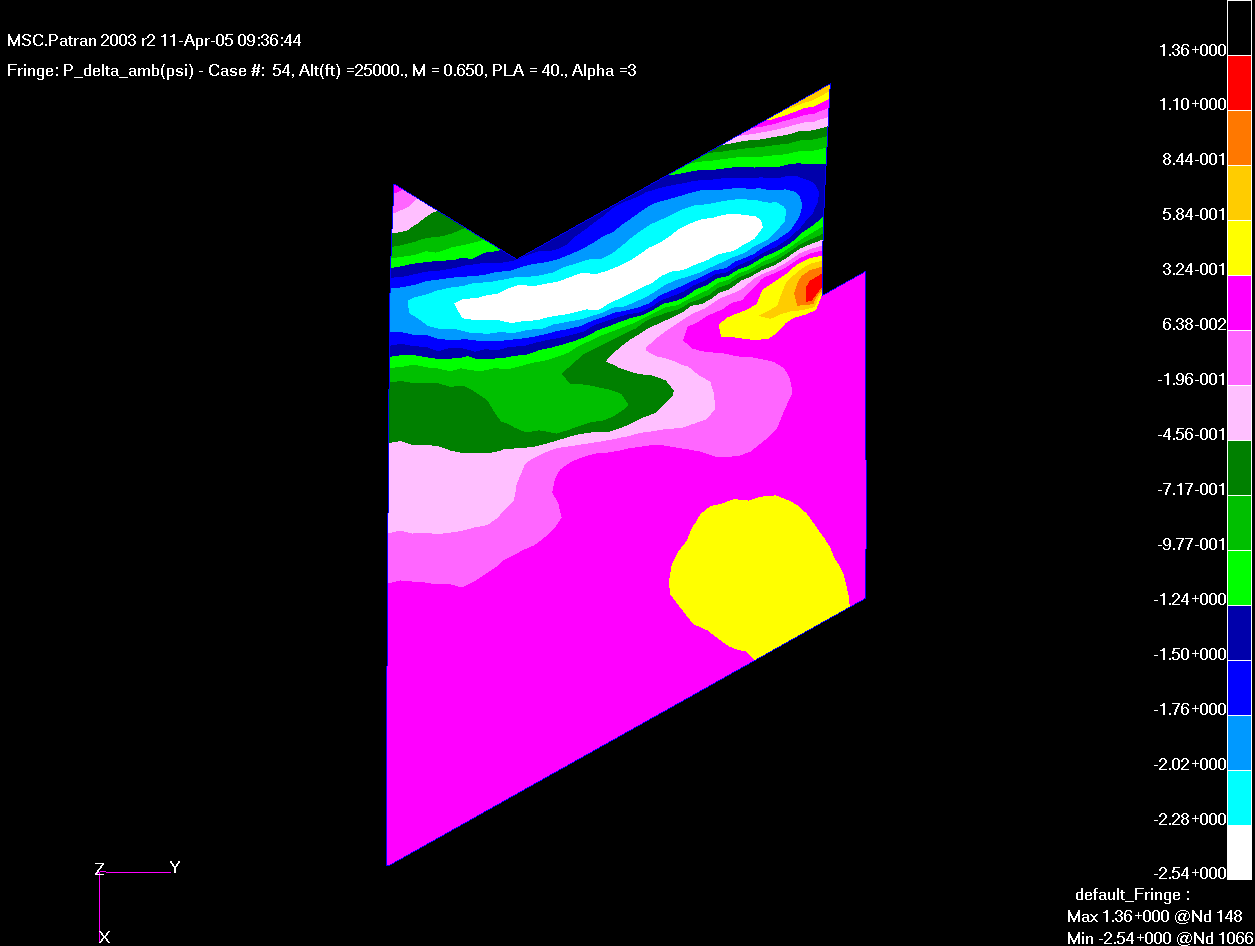 MSC.Patran 2003 r2 11-Apr-05 09:36:44
Fringe: P_delta_amb(psi) - Case #: 54, Alt(ft) =25000., M = 0.650, PLA = 40., Alpha =3
1.36+000
1.10+000
8.44-001
5.84-001
3.24-001
6.38-002
-1.96-001
-4.56-001
-7.17-001
-9.77-001
-1.24+000
-1.50+000
-1.76+000
-2.02+000
-2.28+000
-2.54+000
Z Y
X
default_Fringe :
Max 1.36+000 @Nd 148
Min -2.54+000 @Nd 1066